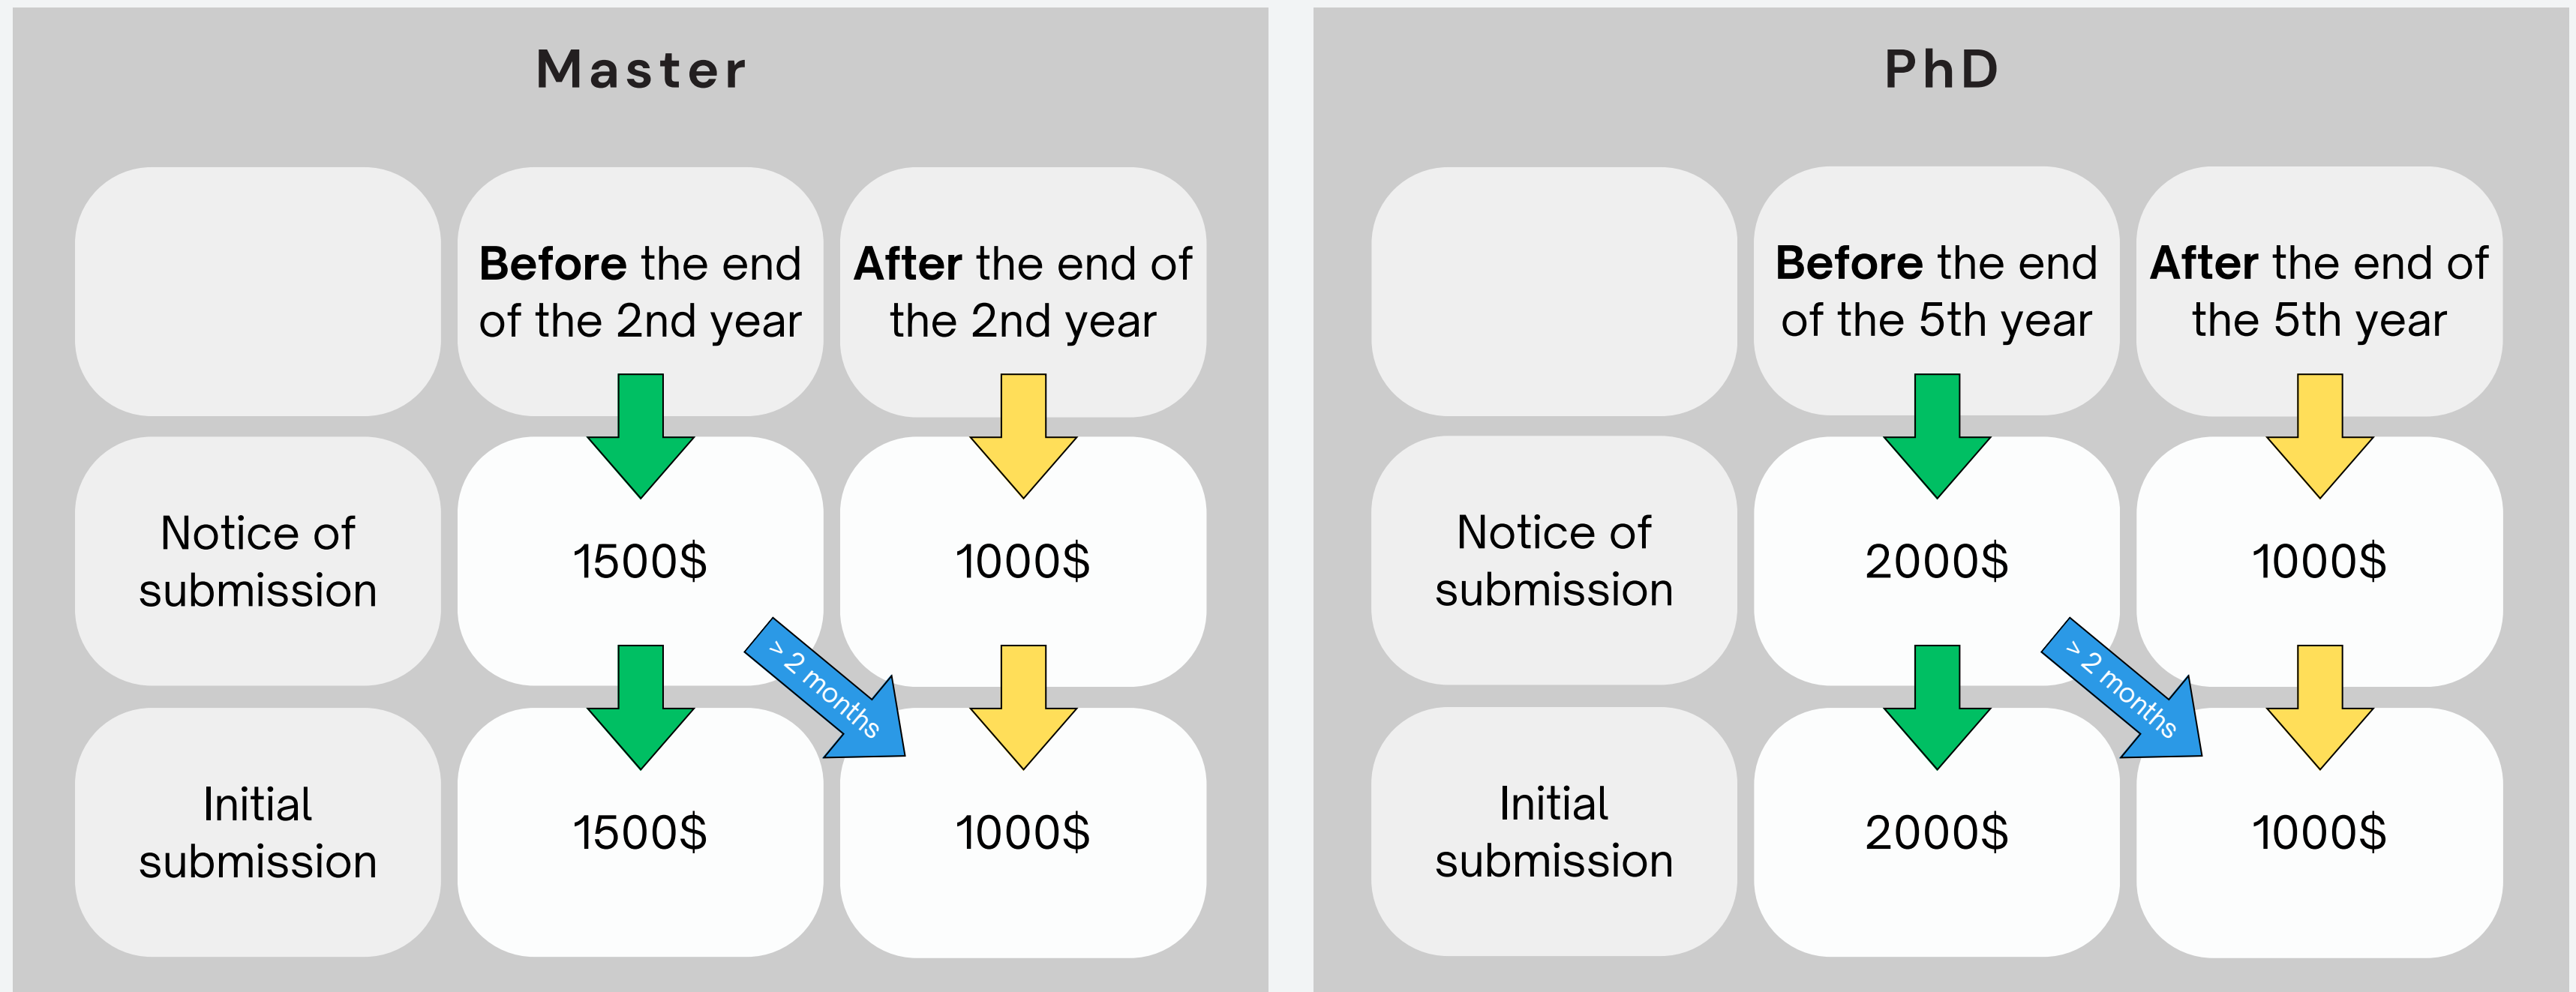 Master
Before the end
of the 2nd year
After the end of
the 2nd year
Notice of
submission
1500$
1000$
> 2 months
Initial
submission
1500$
1000$
PhD
Before the end
of the 5th year
After the end of
the 5th year
Notice of
submission
2000$
1000$
> 2 months
Initial
submission
2000$
1000$